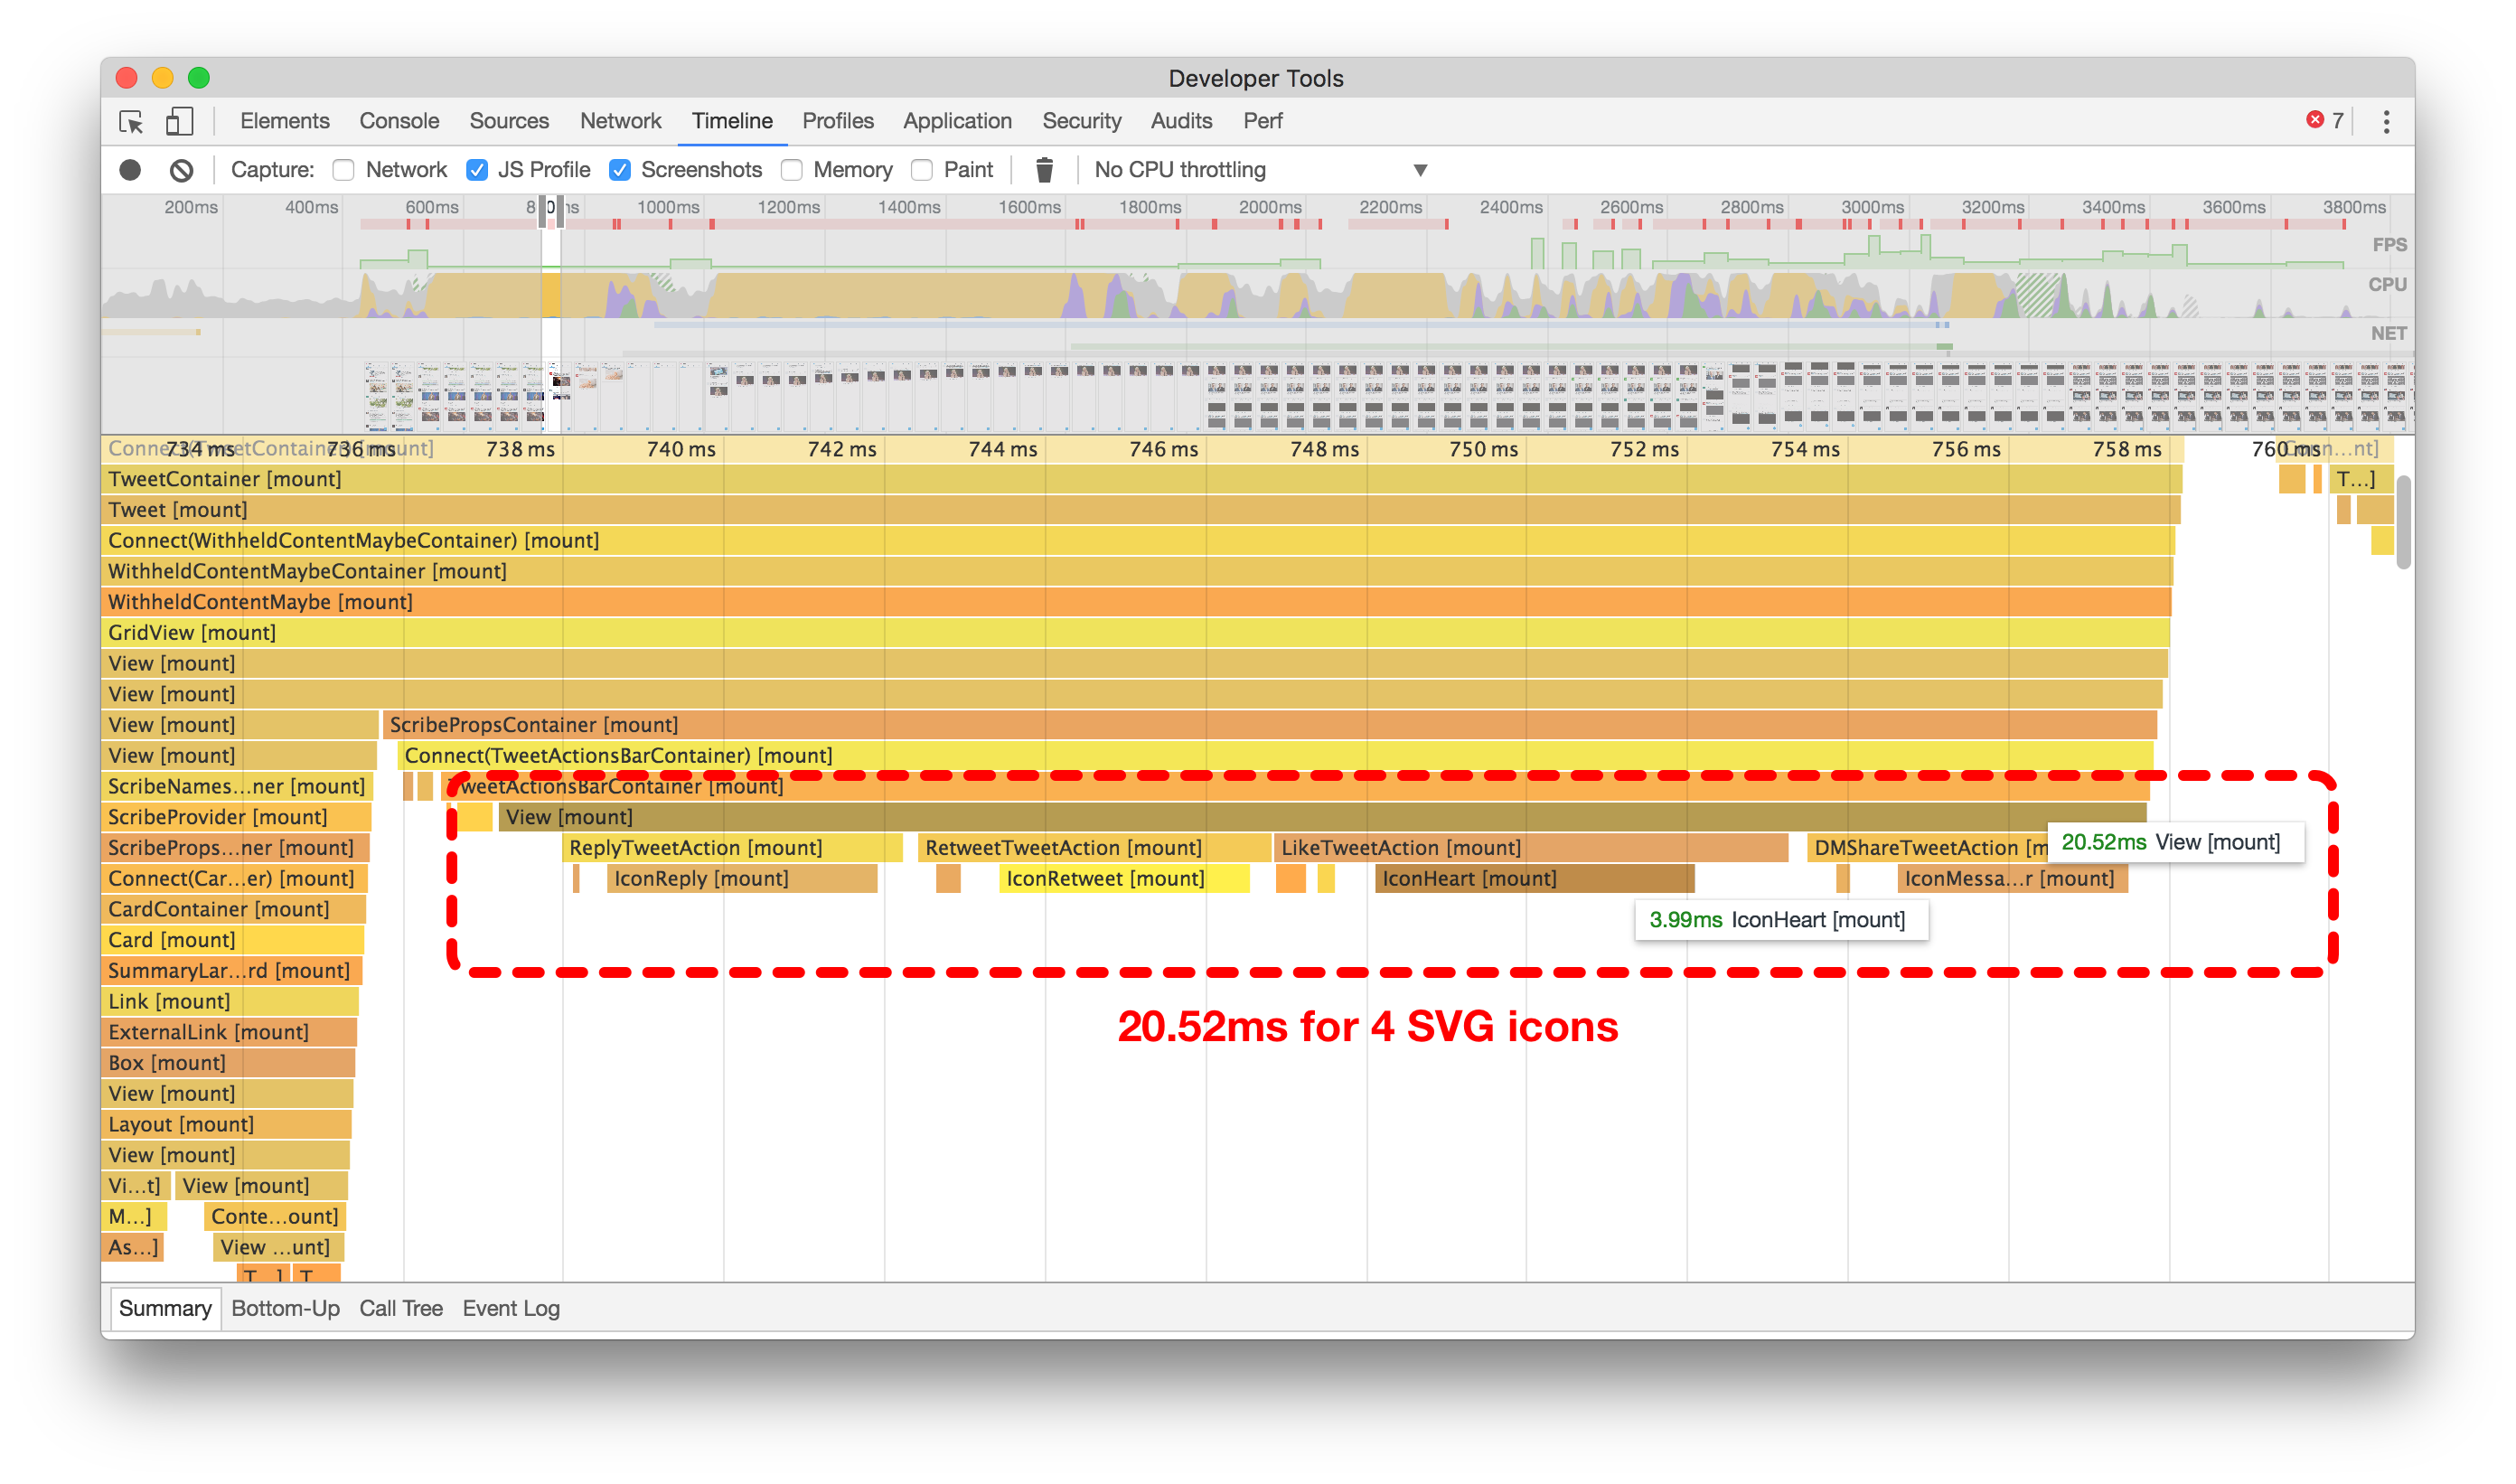 Developer Tools
Elements Console Sources Network Timeline Profiles Application Security Audits Perf 7
Capture: Network JS Profile Screenshots Memory Paint No CPU throttling
200ms 400ms 600ms 1000ms 1200ms 1400ms 1600ms 1800ms 2000ms 2200ms 2400ms 2600ms 2800ms 3000ms 3200ms 3400ms 3600ms 3800ms
FPS
CPU
NET
Connect(TweetContainer) [mount] 734 ms 736 ms 738 ms 740 ms 742 ms 744 ms 746 ms 748 ms 750 ms 752 ms 754 ms 756 ms 758 ms 760 ms
TweetContainer [mount] T...]
Tweet [mount]
Connect(WithheldContentMaybeContainer) [mount]
WithheldContentMaybeContainer [mount]
WithheldContentMaybe [mount]
GridView [mount]
View [mount]
View [mount]
View [mount] ScribePropsContainer [mount]
View [mount] Connect(TweetActionsBarContainer) [mount]
ScribeNames...ner [mount] TweetActionsBarContainer [mount]
ScribeProvider [mount] View [mount]
ScribeProps...ner [mount] ReplyTweetAction [mount] RetweetTweetAction [mount] LikeTweetAction [mount] DMShareTweetAction [m 20.52ms View [mount]
Connect(Car...er) [mount] IconReply [mount] IconRetweet [mount] IconHeart [mount] IconMessa...r [mount]
CardContainer [mount] 3.99ms IconHeart [mount]
Card [mount]
SummaryLar...rd [mount]
Link [mount]
ExternalLink [mount] 20.52ms for 4 SVG icons
Box [mount]
View [mount]
Layout [mount]
View [mount]
Vi...t] View [mount]
M...] Conte...ount]
As...] View ...unt]
T...] T
Summary Bottom-Up Call Tree Event Log